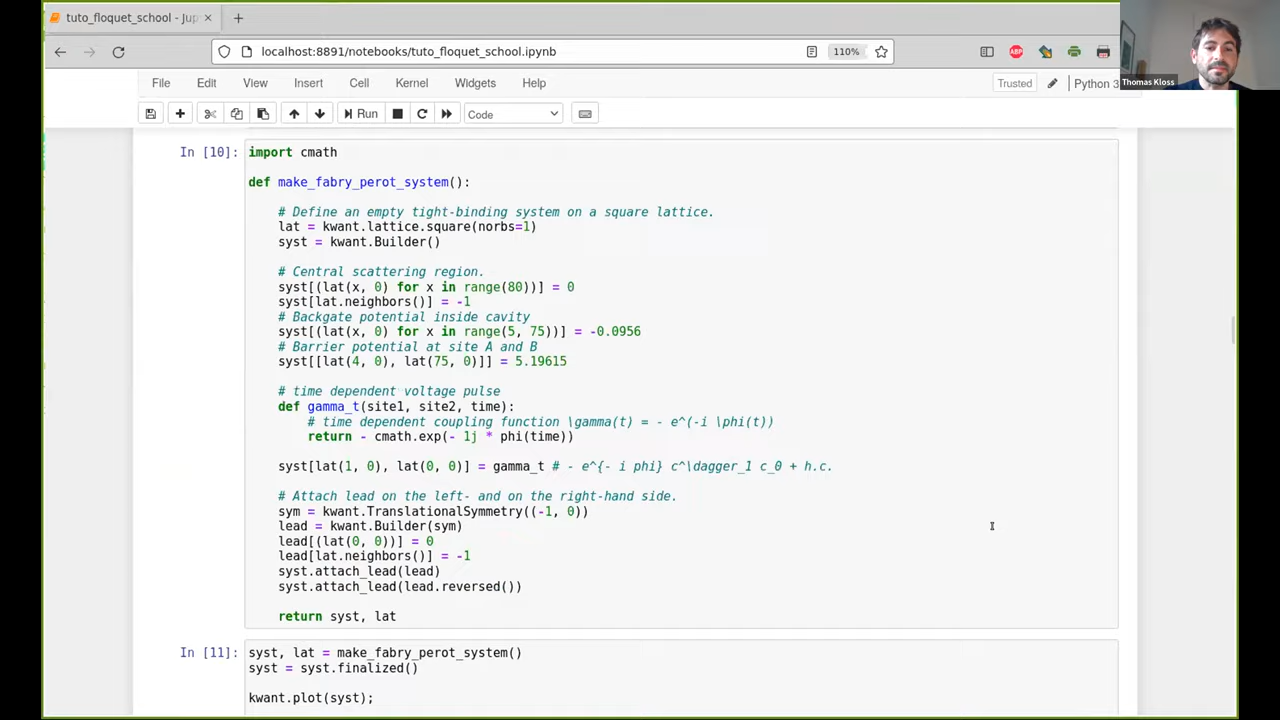 tuto_floquet_school - Jup
localhost:8891/notebooks/tuto_floquet_school.ipynb
110%
ABP
Thomas Kloss
File Edit View Insert Cell Kernel Widgets Help
Trusted
Python 3
Run
Code
In [10]:
import cmath
def make_fabry_perot_system():
# Define an empty tight-binding system on a square lattice.
lat = kwant.lattice.square(norbs=1)
syst = kwant.Builder()
# Central scattering region.
syst[(lat(x, 0) for x in range(80))] = 0
syst[lat.neighbors()] = -1
# Backgate potential inside cavity
syst[(lat(x, 0) for x in range(5, 75))] = -0.0956
# Barrier potential at site A and B
syst[[lat(4, 0), lat(75, 0)]] = 5.19615
# time dependent voltage pulse
def gamma_t(site1, site2, time):
# time dependent coupling function \gamma(t) = - e^(-i \phi(t))
return - cmath.exp(- 1j * phi(time))
syst[lat(1, 0), lat(0, 0)] = gamma_t # - e^{- i phi} c^\dagger_1 c_0 + h.c.
# Attach lead on the left- and on the right-hand side.
sym = kwant.TranslationalSymmetry((-1, 0))
lead = kwant.Builder(sym)
lead[(lat(0, 0))] = 0
lead[lat.neighbors()] = -1
syst.attach_lead(lead)
syst.attach_lead(lead.reversed())
return syst, lat
In [11]:
syst, lat = make_fabry_perot_system()
syst = syst.finalized()
kwant.plot(syst);